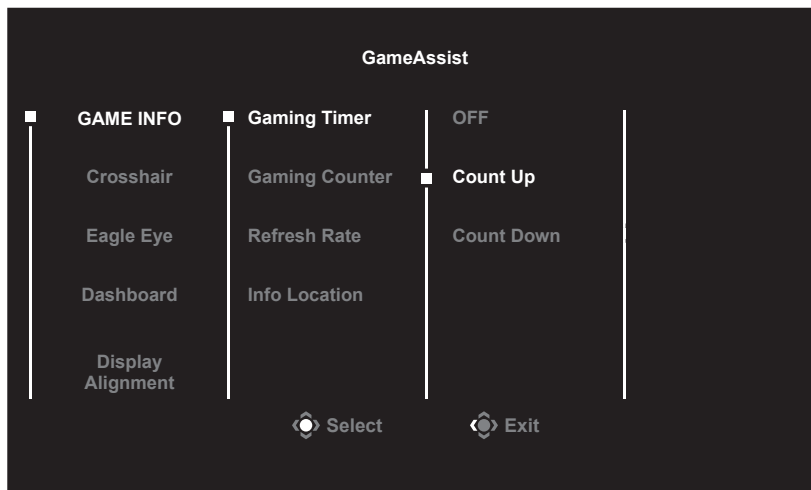 GameAssist
GAME INFO
Gaming Timer
OFF
Crosshair
Gaming Counter
Count Up
Eagle Eye
Refresh Rate
Count Down
Dashboard
Info Location
Display
Alignment
Select
Exit